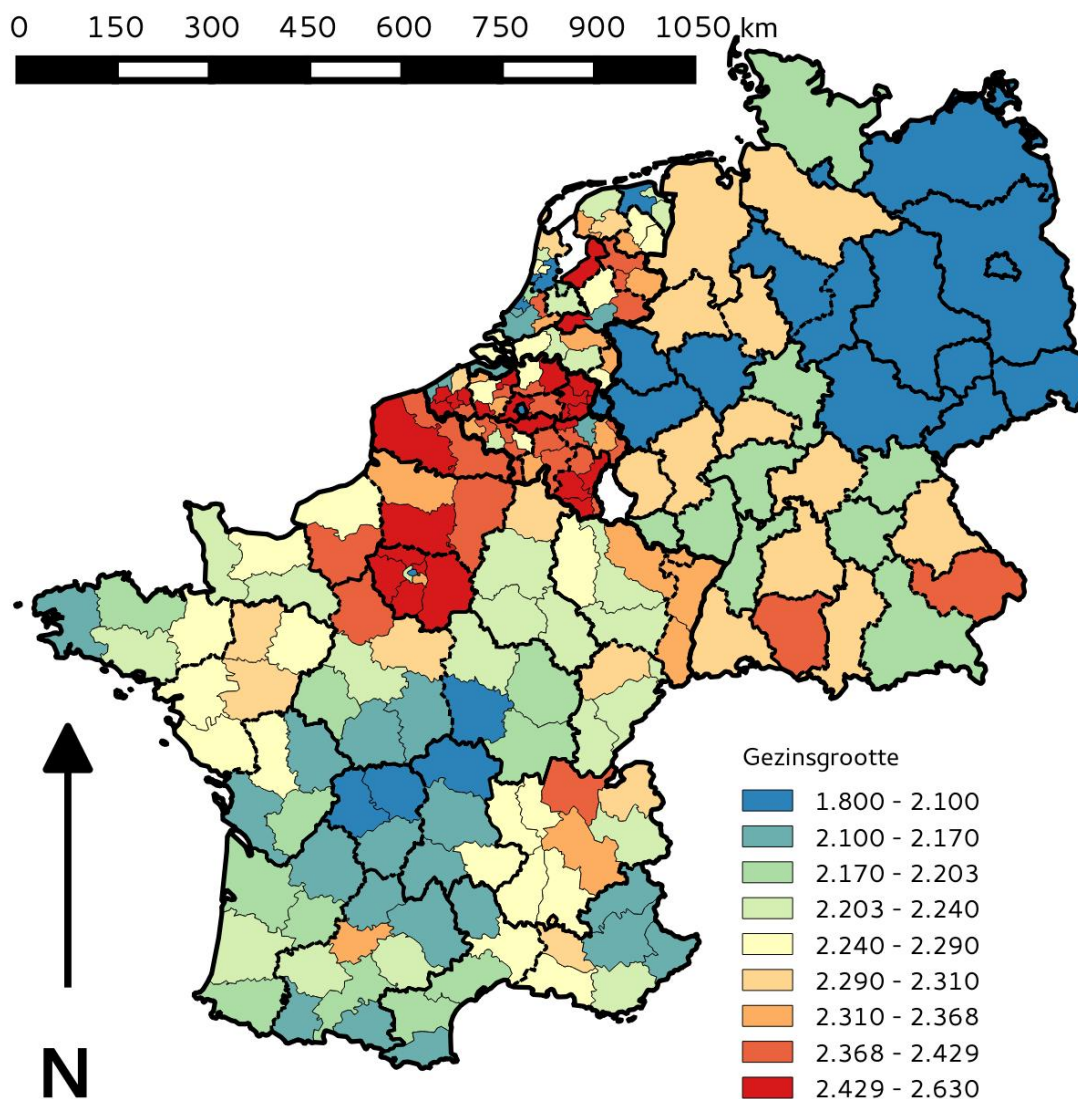 0 150 300 450 600 750 900 1050 km
Gezinsgrootte
1.800 - 2.100
2.100 - 2.170
2.170 - 2.203
2.203 - 2.240
2.240 - 2.290
2.290 - 2.310
2.310 - 2.368
2.368 - 2.429
2.429 - 2.630
N